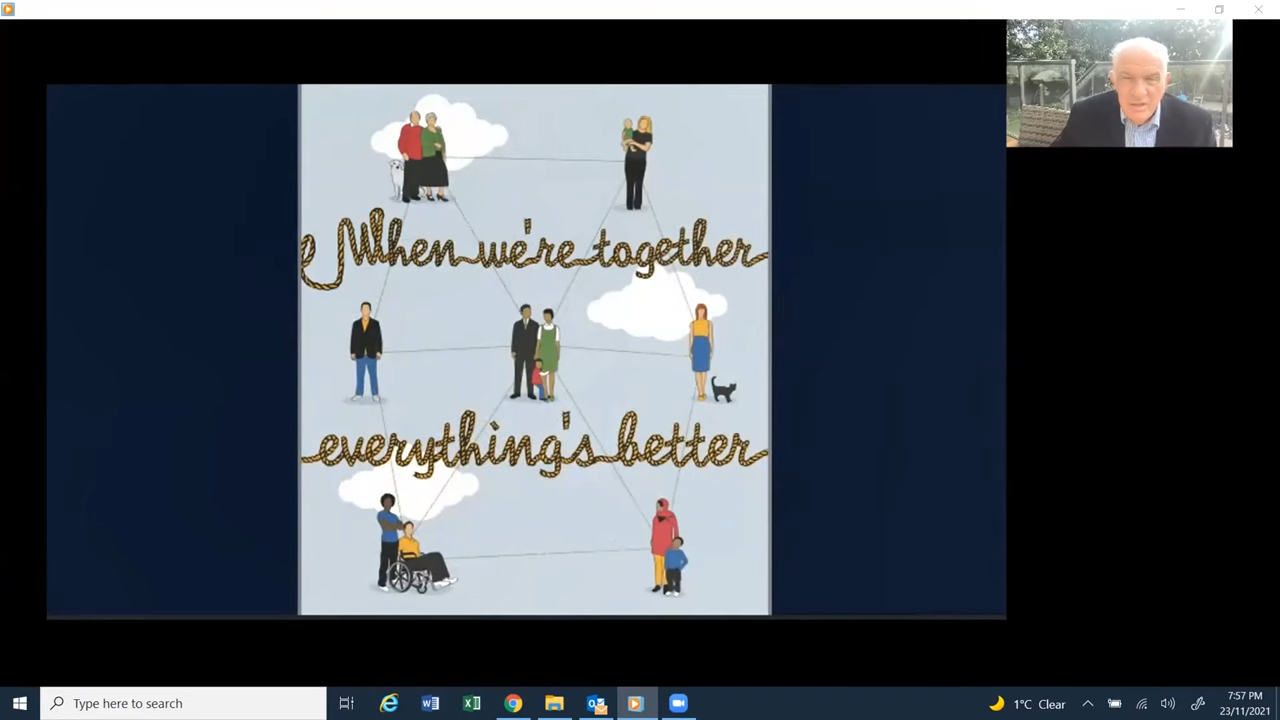 When we're together
everything's better
Type here to search
1°C Clear
7:57 PM
23/11/2021